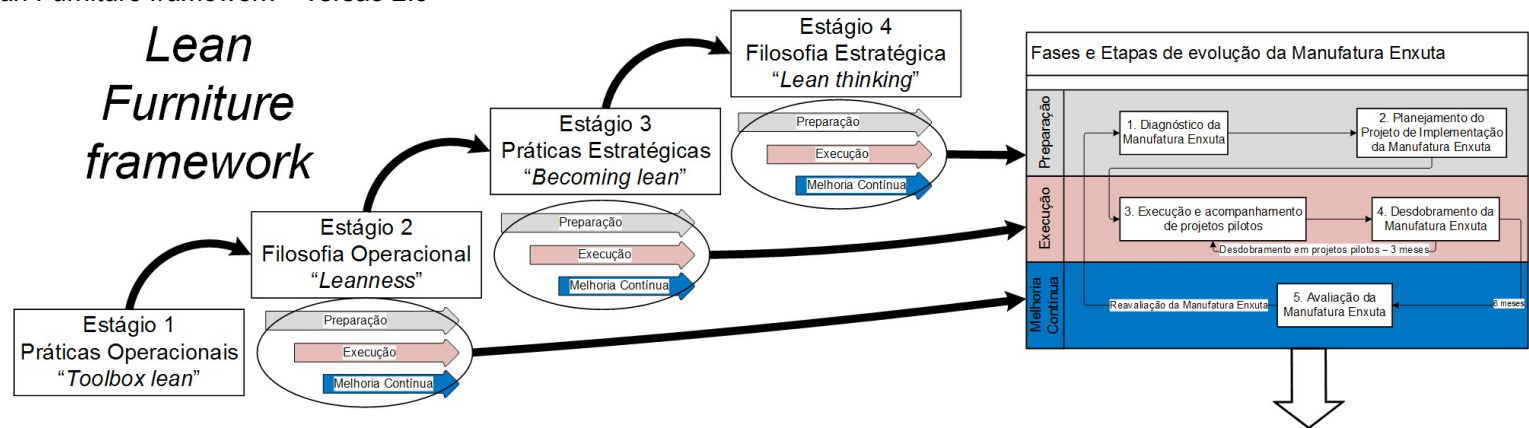 Furniture framework
Lean
Furniture
framework
Estágio 1
Práticas Operacionais
“Toolbox lean”
Estágio 2
Filosofia Operacional
“Leanness”
Preparação
Execução
Melhoria Contínua
Estágio 3
Práticas Estratégicas
“Becoming lean”
Preparação
Execução
Melhoria Contínua
Estágio 4
Filosofia Estratégica
“Lean thinking”
Preparação
Execução
Melhoria Contínua
Fases e Etapas de evolução da Manufatura Enxuta
Preparação
1. Diagnóstico da
Manufatura Enxuta
2. Planejamento do
Projeto de Implementação
da Manufatura Enxuta
Execução
3. Execução e acompanhamento
de projetos pilotos
4. Desdobramento da
Manufatura Enxuta
Desdobramento em projetos pilotos – 3 meses
Melhoria
Contínua
Reavaliação da Manufatura Enxuta
5. Avaliação da
Manufatura Enxuta
6 meses